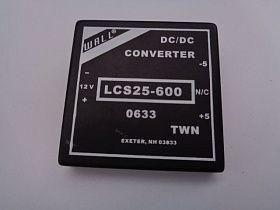 WALL
DC/DC
CONVERTER
-5
–
12 V
+
LCS25-600
N/C
0633
+5
TWN
EXETER, NH 03833